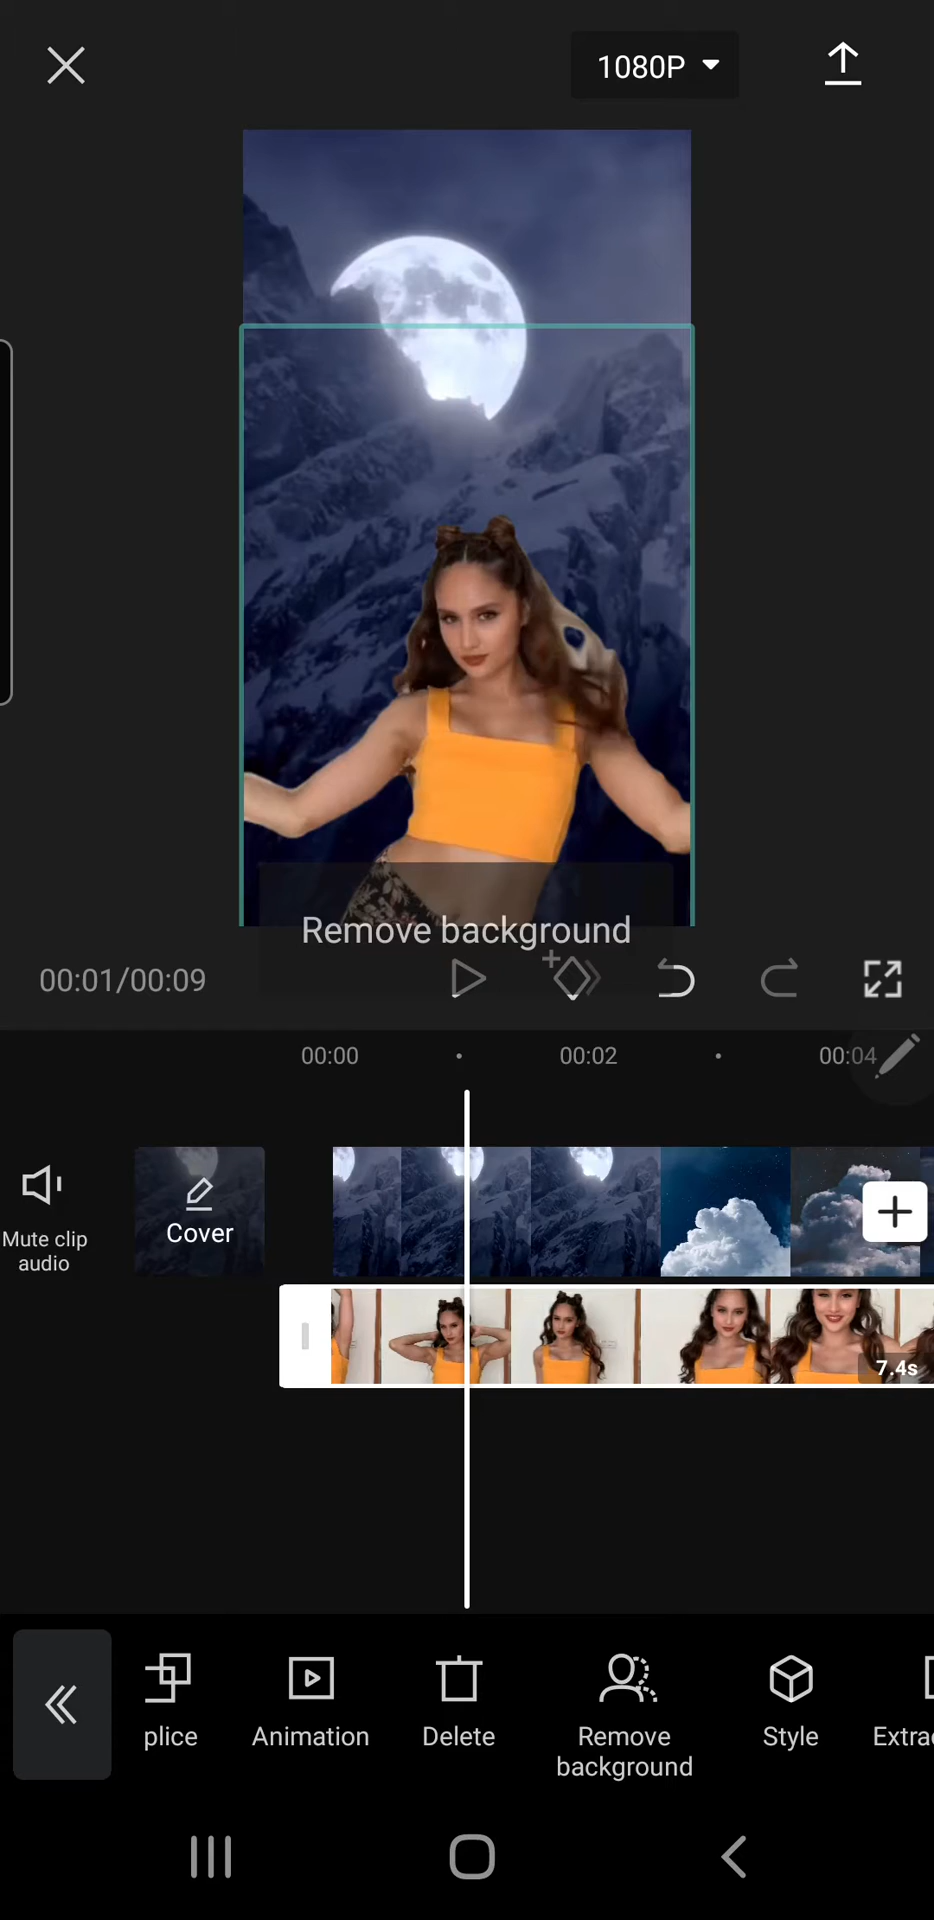 1080P
Remove background
00:01/00:09
00:00
00:02
00:04
Mute clip
audio
Cover
7.4s
plice
Animation
Delete
Remove
background
Style
Extrac